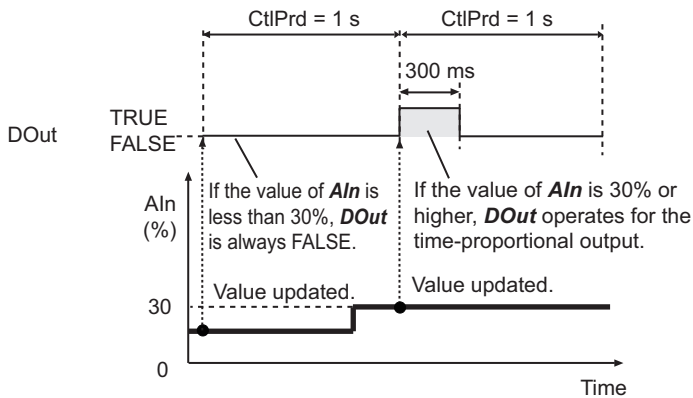 CtlPrd = 1 s CtlPrd = 1 s
300 ms
DOut
TRUE
FALSE
If the value of AIn is
less than 30%, DOut
is always FALSE.
If the value of AIn is 30% or
higher, DOut operates for the
time-proportional output.
AIn
(%)
Value updated.
Value updated.
30
0
Time